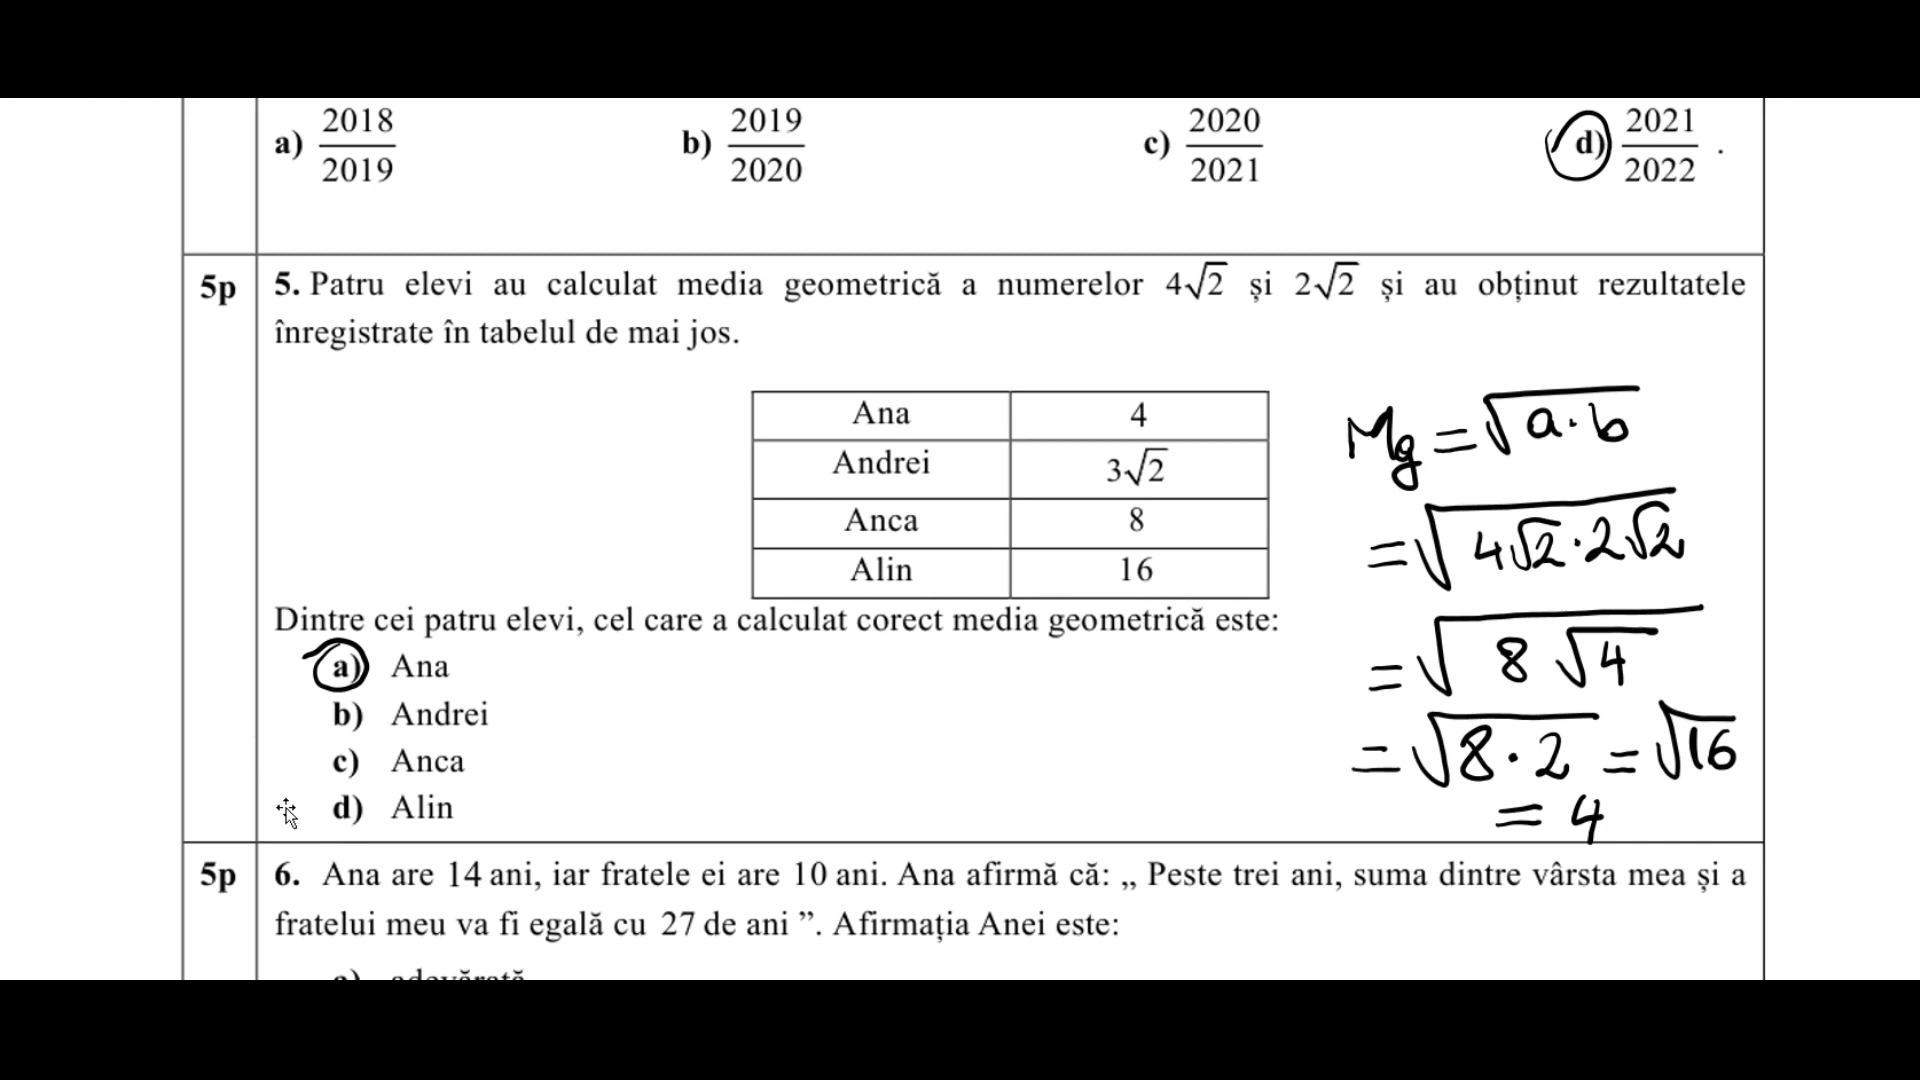 a) 2018/2019 b) 2019/2020 c) 2020/2021 d) 2021/2022 .
5p 5. Patru elevi au calculat media geometrică a numerelor 4√2 și 2√2 și au obținut rezultatele
înregistrate în tabelul de mai jos.
Ana 4
Andrei 3√2
Anca 8
Alin 16
Mg = √a·b
= √4√2·2√2
= √8√4
= √8·2 = √16
= 4
Dintre cei patru elevi, cel care a calculat corect media geometrică este:
a) Ana
b) Andrei
c) Anca
d) Alin
5p 6. Ana are 14 ani, iar fratele ei are 10 ani. Ana afirmă că: „ Peste trei ani, suma dintre vârsta mea și a
fratelui meu va fi egală cu 27 de ani ”. Afirmația Anei este:
a) adevărată